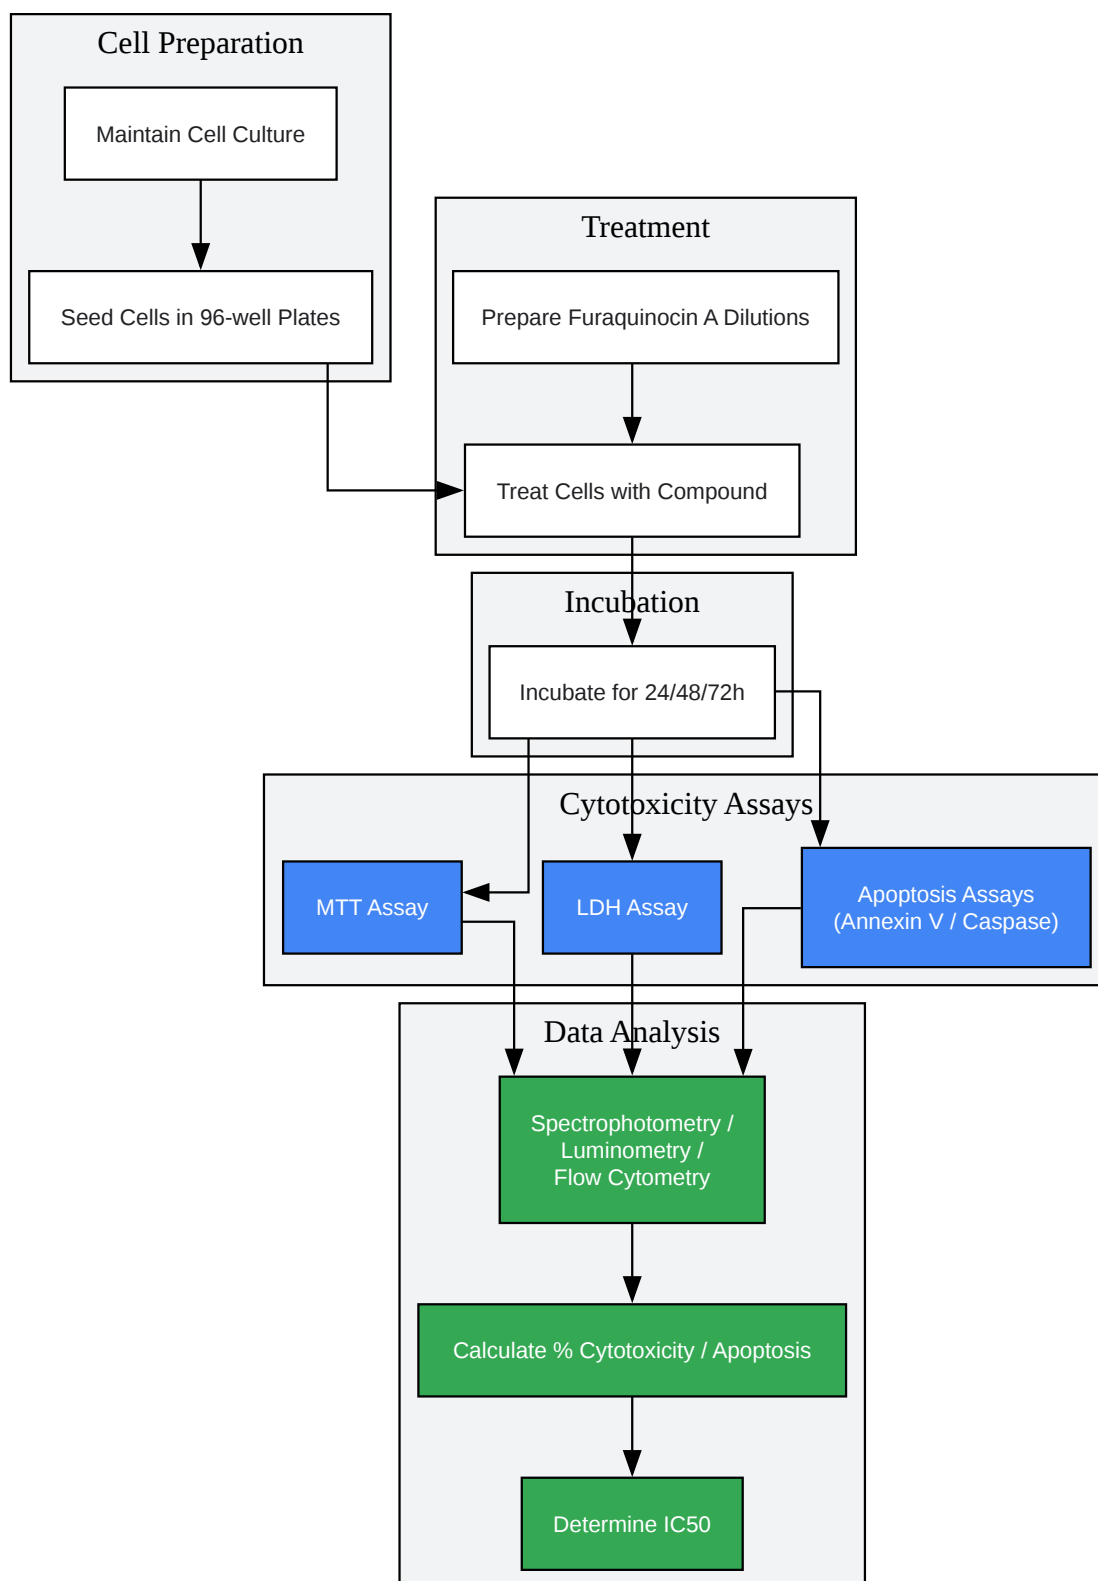 Cell Preparation
Maintain Cell Culture
Seed Cells in 96-well Plates
Treatment
Prepare Furaquinocin A Dilutions
Treat Cells with Compound
Incubation
Incubate for 24/48/72h
Cytotoxicity Assays
MTT Assay
LDH Assay
Apoptosis Assays
(Annexin V / Caspase)
Data Analysis
Spectrophotometry /
Luminometry /
Flow Cytometry
Calculate % Cytotoxicity / Apoptosis
Determine IC50